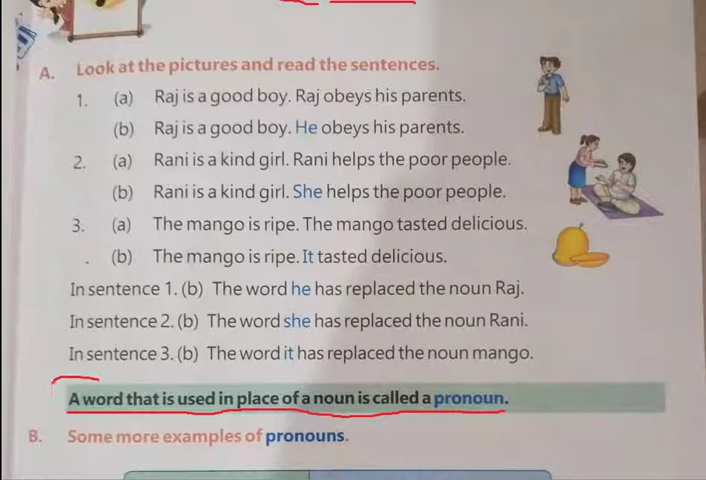 A. Look at the pictures and read the sentences.
1. (a) Raj is a good boy. Raj obeys his parents.
(b) Raj is a good boy. He obeys his parents.
2. (a) Rani is a kind girl. Rani helps the poor people.
(b) Rani is a kind girl. She helps the poor people.
3. (a) The mango is ripe. The mango tasted delicious.
(b) The mango is ripe. It tasted delicious.
In sentence 1. (b) The word he has replaced the noun Raj.
In sentence 2. (b) The word she has replaced the noun Rani.
In sentence 3. (b) The word it has replaced the noun mango.
A word that is used in place of a noun is called a pronoun.
B. Some more examples of pronouns.